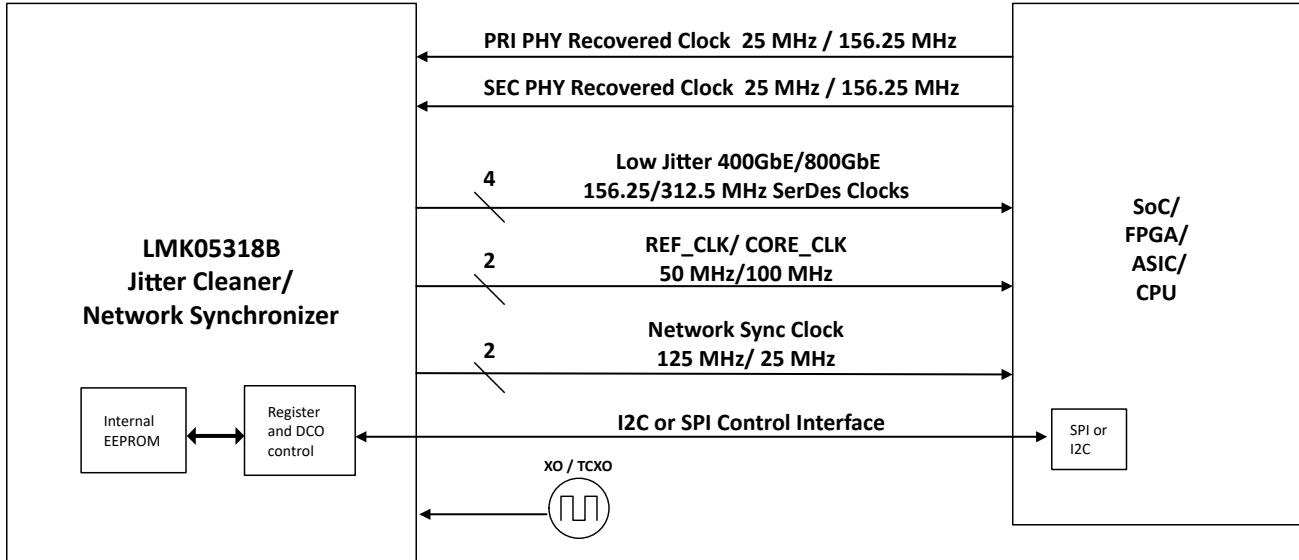 PRI PHY Recovered Clock 25 MHz / 156.25 MHz
SEC PHY Recovered Clock 25 MHz / 156.25 MHz
4
Low Jitter 400GbE/800GbE
156.25/312.5 MHz SerDes Clocks
2
REF_CLK/ CORE_CLK
50 MHz/100 MHz
2
Network Sync Clock
125 MHz/ 25 MHz
I2C or SPI Control Interface
LMK05318B
Jitter Cleaner/
Network Synchronizer
Internal
EEPROM
Register
and DCO
control
XO / TCXO
SoC/
FPGA/
ASIC/
CPU
SPI or
I2C